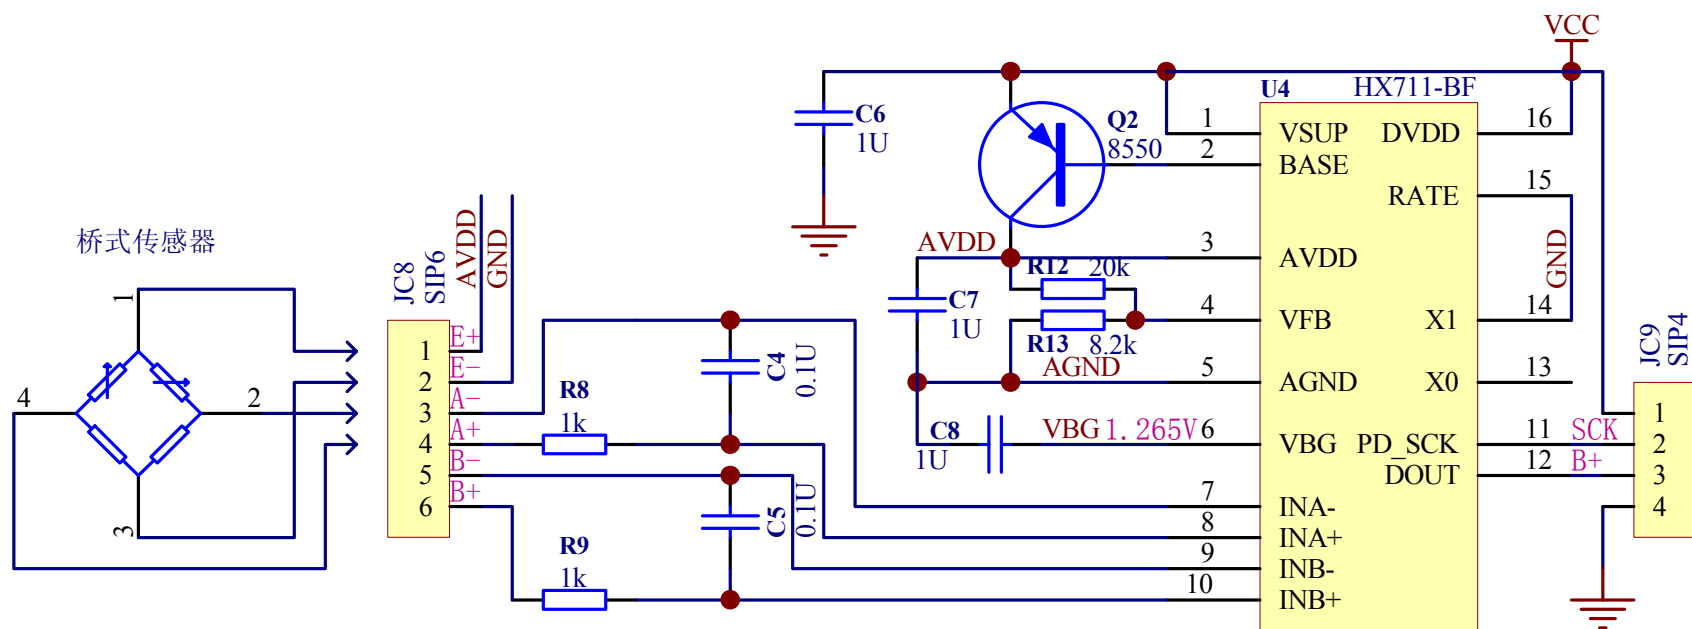 VCC
U4 HX711-BF
C6
1U
Q2
8550
1
VSUP
DVDD
16
2
BASE
RATE
15
桥式传感器
JC8
SIP6
AVDD
GND
AVDD
3
AVDD
GND
R12 20k
C7
1U
4
VFB
X1
14
R13 8.2k
AGND
5
AGND
X0
13
JC9
SIP4
1
2
3
4
1
2
3
4
5
6
E+
E-
A-
A+
B-
B+
R8
1k
C4
0.1U
C8
1U
VBG 1.265V
6
VBG
PD_SCK
11
SCK
DOUT
12
B+
1
2
3
4
C5
0.1U
R9
1k
7
INA-
8
INA+
9
INB-
10
INB+